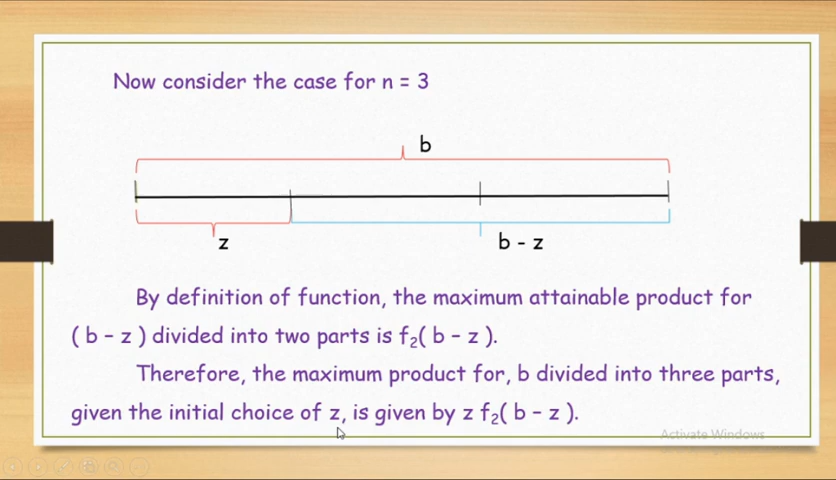 Now consider the case for n = 3
b
z
b - z
By definition of function, the maximum attainable product for
( b – z ) divided into two parts is f₂( b – z ).
Therefore, the maximum product for, b divided into three parts,
given the initial choice of z, is given by z f₂( b – z ).
Activate Windows